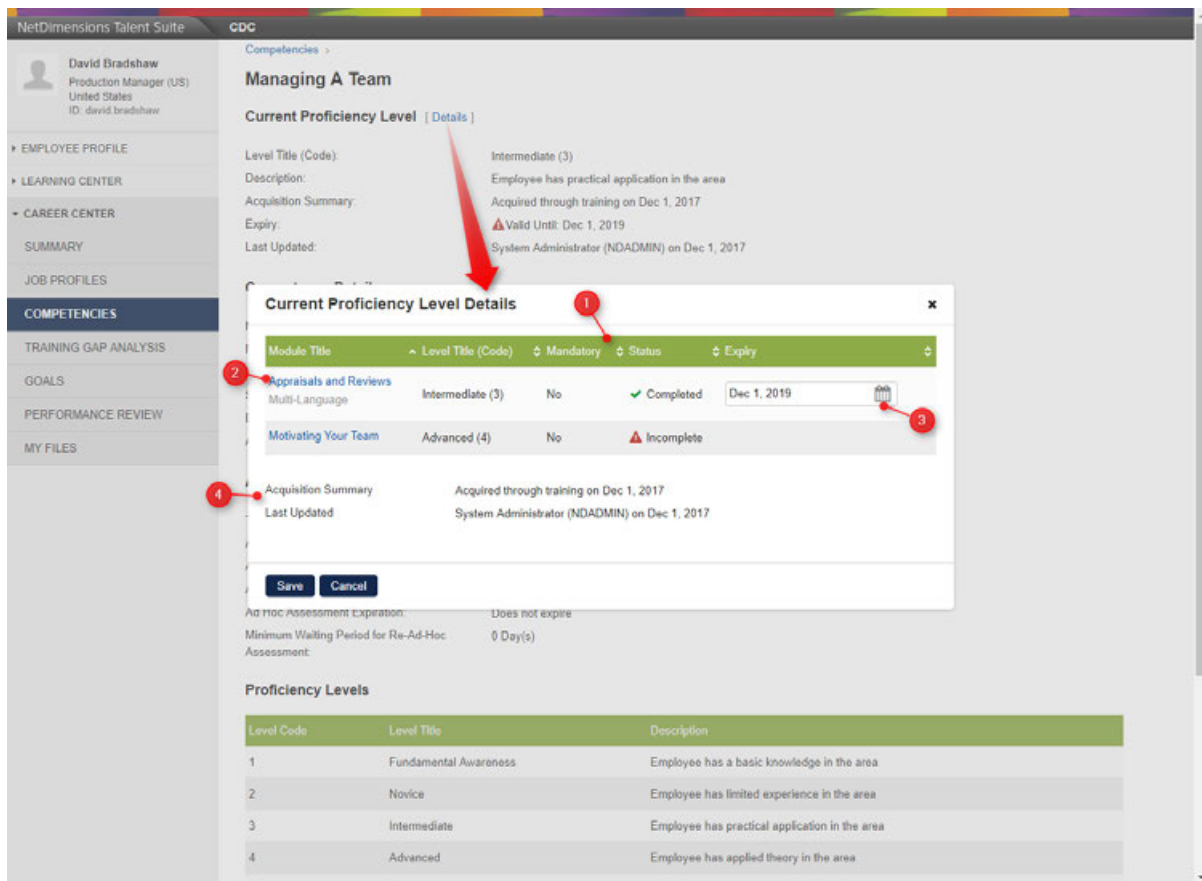 NetDimensions Talent Suite CDC
David Bradshaw
Production Manager (US)
United States
ID: david.bradshaw
EMPLOYEE PROFILE
LEARNING CENTER
CAREER CENTER
SUMMARY
JOB PROFILES
COMPETENCIES
TRAINING GAP ANALYSIS
GOALS
PERFORMANCE REVIEW
MY FILES
Competencies >
Managing A Team
Current Proficiency Level [ Details ]
Level Title (Code): Intermediate (3)
Description: Employee has practical application in the area
Acquisition Summary: Acquired through training on Dec 1, 2017
Expiry: Valid Until: Dec 1, 2019
Last Updated: System Administrator (NDADMIN) on Dec 1, 2017
Current Proficiency Level Details x
1
Module Title Level Title (Code) Mandatory Status Expiry
2
Appraisals and Reviews Intermediate (3) No Completed Dec 1, 2019
Multi-Language
3
Motivating Your Team Advanced (4) No Incomplete
4
Acquisition Summary Acquired through training on Dec 1, 2017
Last Updated System Administrator (NDADMIN) on Dec 1, 2017
Save Cancel
Ad Hoc Assessment Expiration: Does not expire
Minimum Waiting Period for Re-Ad-Hoc 0 Day(s)
Assessment:
Proficiency Levels
Level Code Level Title Description
1 Fundamental Awareness Employee has a basic knowledge in the area
2 Novice Employee has limited experience in the area
3 Intermediate Employee has practical application in the area
4 Advanced Employee has applied theory in the area